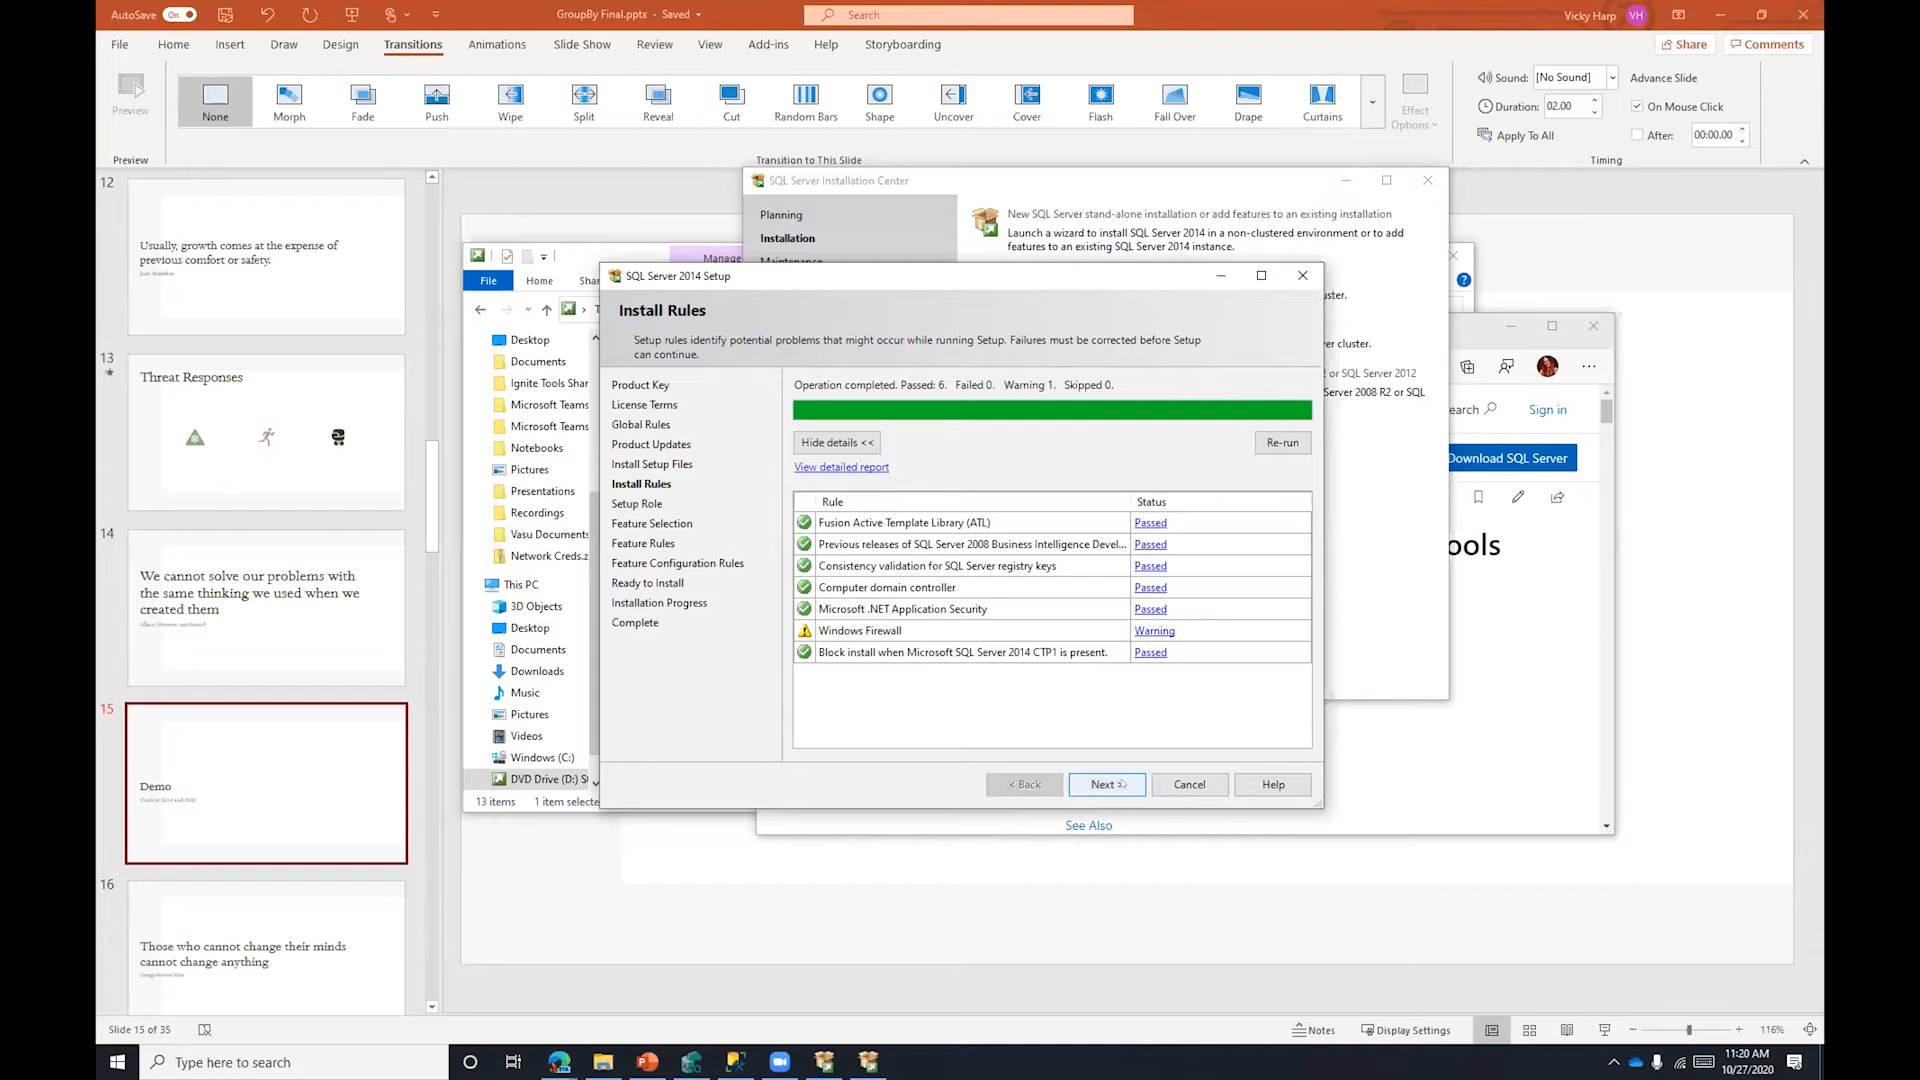 AutoSave On
GroupBy Final.pptx - Saved
Search
Vicky Harp VH
File Home Insert Draw Design Transitions Animations Slide Show Review View Add-ins Help Storyboarding
Share Comments
Preview
None Morph Fade Push Wipe Split Reveal Cut Random Bars Shape Uncover Cover Flash Fall Over Drape Curtains
Effect
Options
Sound: [No Sound] Advance Slide
Duration: 02.00 On Mouse Click
Apply To All After: 00:00.00
Preview Transition to This Slide Timing
12
Usually, growth comes at the expense of
previous comfort or safety.
13
Threat Responses
14
We cannot solve our problems with
the same thinking we used when we
created them
15
Demo
16
Those who cannot change their minds
cannot change anything
SQL Server Installation Center
Planning
Installation
Maintenance
New SQL Server stand-alone installation or add features to an existing installation
Launch a wizard to install SQL Server 2014 in a non-clustered environment or to add
features to an existing SQL Server 2014 instance.
uster.
er cluster.
or SQL Server 2012
Server 2008 R2 or SQL
Manage
File Home Shar
Desktop
Documents
Ignite Tools Shar
Microsoft Teams
Microsoft Teams
Notebooks
Pictures
Presentations
Recordings
Vasu Documents
Network Creds.z
This PC
3D Objects
Desktop
Documents
Downloads
Music
Pictures
Videos
Windows (C:)
DVD Drive (D:) S
13 items 1 item selecte
SQL Server 2014 Setup
Install Rules
Setup rules identify potential problems that might occur while running Setup. Failures must be corrected before Setup
can continue.
Product Key
License Terms
Global Rules
Product Updates
Install Setup Files
Install Rules
Setup Role
Feature Selection
Feature Rules
Feature Configuration Rules
Ready to Install
Installation Progress
Complete
Operation completed. Passed: 6. Failed 0. Warning 1. Skipped 0.
Hide details << Re-run
View detailed report
Rule Status
Fusion Active Template Library (ATL) Passed
Previous releases of SQL Server 2008 Business Intelligence Devel... Passed
Consistency validation for SQL Server registry keys Passed
Computer domain controller Passed
Microsoft .NET Application Security Passed
Windows Firewall Warning
Block install when Microsoft SQL Server 2014 CTP1 is present. Passed
< Back Next > Cancel Help
earch Sign in
Download SQL Server
ools
See Also
Slide 15 of 35
Notes Display Settings 116%
Type here to search
11:20 AM
10/27/2020